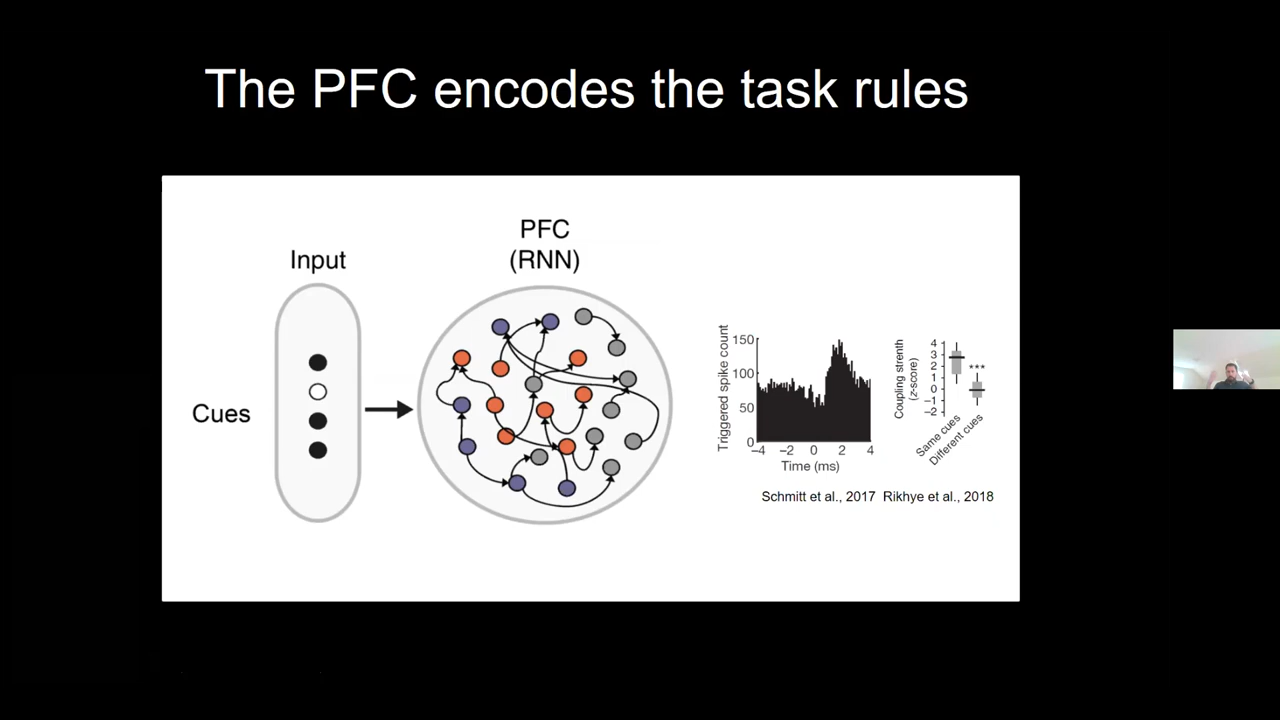 The PFC encodes the task rules
Input
Cues
PFC
(RNN)
Triggered spike count
150
100
50
0
−4 −2 0 2 4
Time (ms)
Coupling strenth
(z-score)
4
3
2
1
0
−1
−2
***
Same cues
Different cues
Schmitt et al., 2017 Rikhye et al., 2018